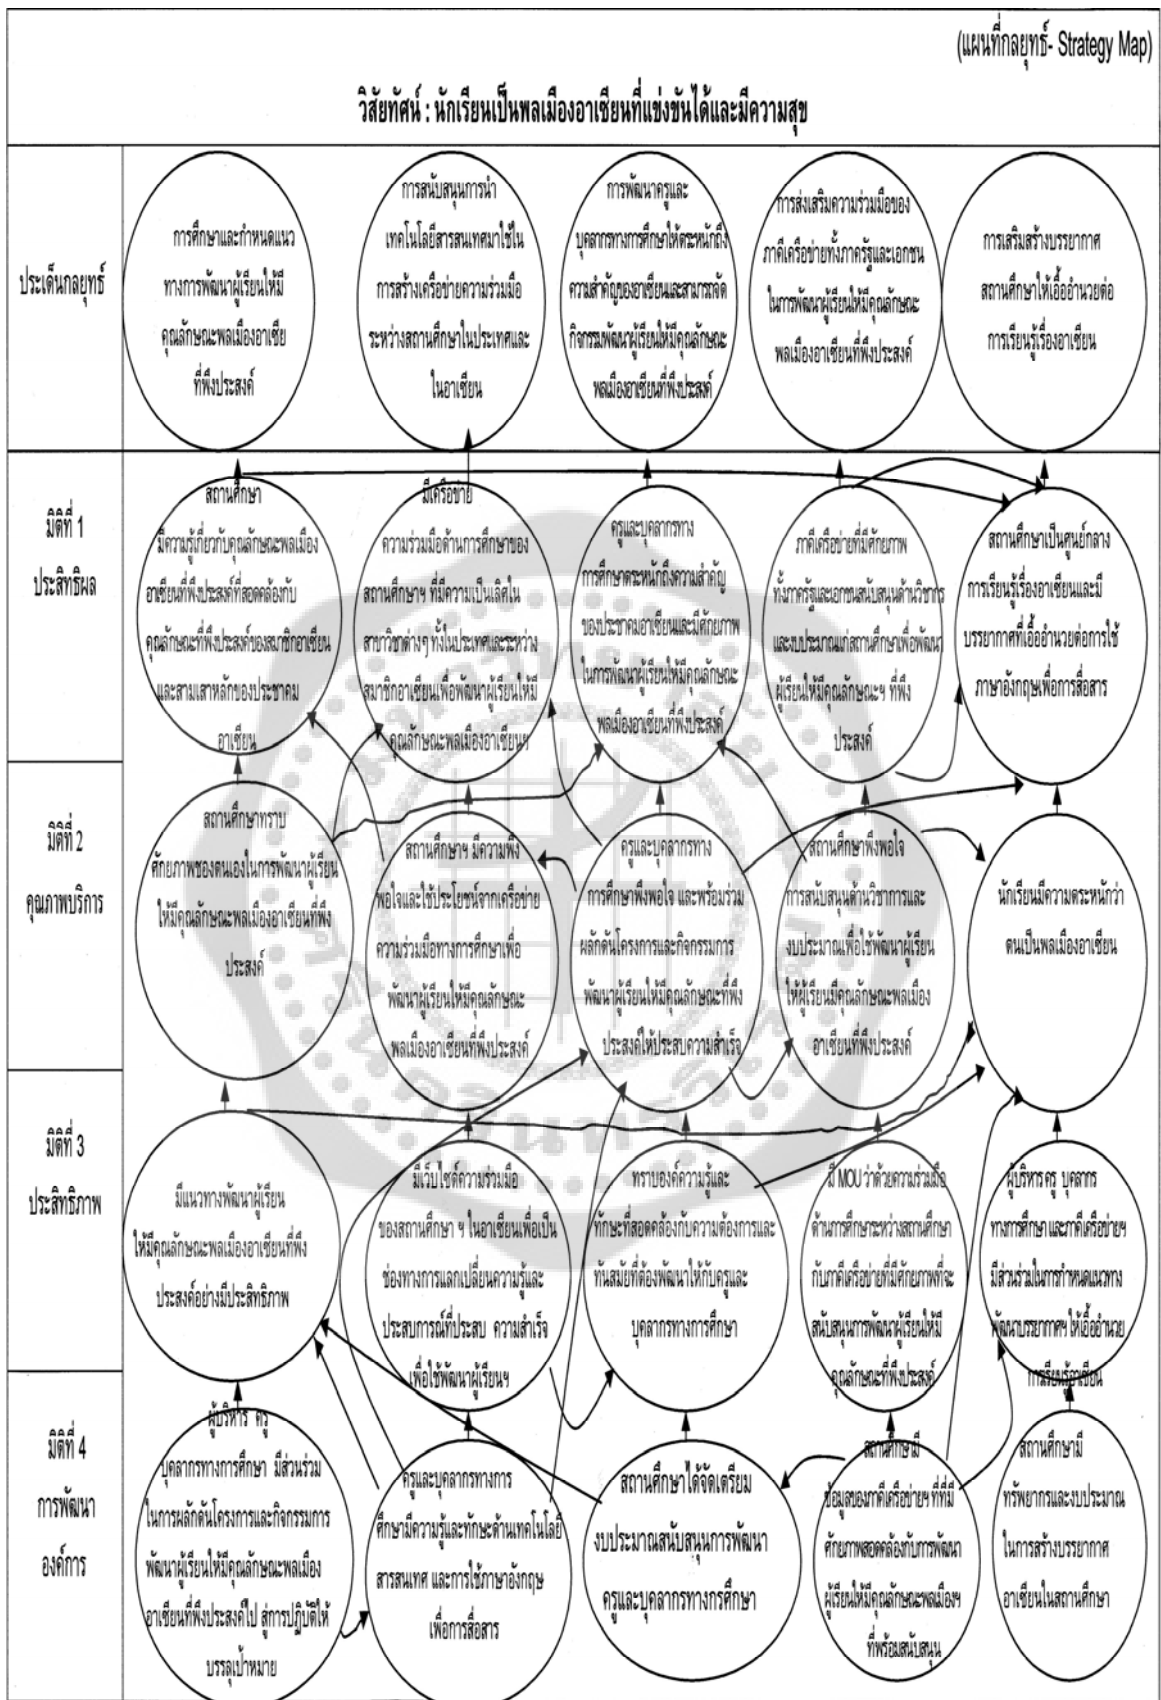 (แผนที่กลยุทธ์- Strategy Map)
วิสัยทัศน์ : นักเรียนเป็นพลเมืองอาเซียนที่แข่งขันได้และมีความสุข
ประเด็นกลยุทธ์
การศึกษาและกำหนดแนว
ทางการพัฒนาผู้เรียนให้มี
คุณลักษณะพลเมืองอาเซีย
ที่พึงประสงค์
การสนับสนุนการนำ
เทคโนโลยีสารสนเทศมาใช้ใน
การสร้างเครือข่ายความร่วมมือ
ระหว่างสถานศึกษาในประเทศและ
ในอาเซียน
การพัฒนาครูและ
บุคลากรทางการศึกษาให้ตระหนักถึง
ความสำคัญของอาเซียนและสามารถจัด
กิจกรรมพัฒนาผู้เรียนให้มีคุณลักษณะ
พลเมืองอาเซียนที่พึงประสงค์
การส่งเสริมความร่วมมือของ
ภาคีเครือข่ายทั้งภาครัฐและเอกชน
ในการพัฒนาผู้เรียนให้มีคุณลักษณะ
พลเมืองอาเซียนที่พึงประสงค์
การเสริมสร้างบรรยากาศ
สถานศึกษาให้เอื้ออำนวยต่อ
การเรียนรู้เรื่องอาเซียน
มิติที่ 1
ประสิทธิผล
สถานศึกษา
มีความรู้เกี่ยวกับคุณลักษณะพลเมือง
อาเซียนที่พึงประสงค์ที่สอดคล้องกับ
คุณลักษณะที่พึงประสงค์ของสมาชิกอาเซียน
และสามเสาหลักของประชาคม
อาเซียน
มีเครือข่าย
ความร่วมมือด้านการศึกษาของ
สถานศึกษาฯ ที่มีความเป็นเลิศใน
สาขาวิชาต่างๆ ทั้งในประเทศและระหว่าง
สมาชิกอาเซียนเพื่อพัฒนาผู้เรียนให้มี
คุณลักษณะพลเมืองอาเซียนฯ
ครูและบุคลากรทาง
การศึกษาตระหนักถึงความสำคัญ
ของประชาคมอาเซียนและมีศักยภาพ
ในการพัฒนาผู้เรียนให้มีคุณลักษณะ
พลเมืองอาเซียนที่พึงประสงค์
ภาคีเครือข่ายที่มีศักยภาพ
ทั้งภาครัฐและเอกชนสนับสนุนด้านวิชาการ
และงบประมาณแก่สถานศึกษาเพื่อพัฒนา
ผู้เรียนให้มีคุณลักษณะฯ ที่พึง
ประสงค์
สถานศึกษาเป็นศูนย์กลาง
การเรียนรู้เรื่องอาเซียนและมี
บรรยากาศที่เอื้ออำนวยต่อการใช้
ภาษาอังกฤษเพื่อการสื่อสาร
มิติที่ 2
คุณภาพบริการ
สถานศึกษาทราบ
ศักยภาพของตนเองในการพัฒนาผู้เรียน
ให้มีคุณลักษณะพลเมืองอาเซียนที่พึง
ประสงค์
สถานศึกษาฯ มีความพึง
พอใจและใช้ประโยชน์จากเครือข่าย
ความร่วมมือทางการศึกษาเพื่อ
พัฒนาผู้เรียนให้มีคุณลักษณะ
พลเมืองอาเซียนที่พึงประสงค์
ครูและบุคลากรทาง
การศึกษาพึงพอใจ และพร้อมร่วม
ผลักดันโครงการและกิจกรรมการ
พัฒนาผู้เรียนให้มีคุณลักษณะที่พึง
ประสงค์ให้ประสบความสำเร็จ
สถานศึกษาพึงพอใจ
การสนับสนุนด้านวิชาการและ
งบประมาณเพื่อใช้พัฒนาผู้เรียน
ให้ผู้เรียนมีคุณลักษณะพลเมือง
อาเซียนที่พึงประสงค์
นักเรียนมีความตระหนักว่า
ตนเป็นพลเมืองอาเซียน
มิติที่ 3
ประสิทธิภาพ
มีแนวทางพัฒนาผู้เรียน
ให้มีคุณลักษณะพลเมืองอาเซียนที่พึง
ประสงค์อย่างมีประสิทธิภาพ
มีเว็บไซต์ความร่วมมือ
ของสถานศึกษา ฯ ในอาเซียนเพื่อเป็น
ช่องทางการแลกเปลี่ยนความรู้และ
ประสบการณ์ที่ประสบ ความสำเร็จ
เพื่อใช้พัฒนาผู้เรียนฯ
ทราบองค์ความรู้และ
ทักษะที่สอดคล้องกับความต้องการและ
ทันสมัยที่ต้องพัฒนาให้กับครูและ
บุคลากรทางการศึกษา
มี MOU ว่าด้วยความร่วมมือ
ด้านการศึกษาระหว่างสถานศึกษา
กับภาคีเครือข่ายที่มีศักยภาพที่จะ
สนับสนุนการพัฒนาผู้เรียนให้มี
คุณลักษณะที่พึงประสงค์
ผู้บริหาร ครู บุคลากร
ทางการศึกษา และภาคีเครือข่ายฯ
มีส่วนร่วมในการกำหนดแนวทาง
พัฒนาบรรยากาศฯ ให้เอื้ออำนวย
การเรียนรู้อาเซียน
มิติที่ 4
การพัฒนา
องค์การ
ผู้บริหาร ครู
บุคลากรทางการศึกษา มีส่วนร่วม
ในการผลักดันโครงการและกิจกรรมการ
พัฒนาผู้เรียนให้มีคุณลักษณะพลเมือง
อาเซียนที่พึงประสงค์ไป สู่การปฏิบัติให้
บรรลุเป้าหมาย
ครูและบุคลากรทางการ
ศึกษามีความรู้และทักษะด้านเทคโนโลยี
สารสนเทศ และการใช้ภาษาอังกฤษ
เพื่อการสื่อสาร
สถานศึกษาได้จัดเตรียม
งบประมาณสนับสนุนการพัฒนา
ครูและบุคลากรทางกรศึกษา
สถานศึกษามี
ข้อมูลของภาคีเครือข่ายฯ ที่ที่มี
ศักยภาพสอดคล้องกับการพัฒนา
ผู้เรียนให้มีคุณลักษณะพลเมืองฯ
ที่พร้อมสนับสนุน
สถานศึกษามี
ทรัพยากรและงบประมาณ
ในการสร้างบรรยากาศ
อาเซียนในสถานศึกษา